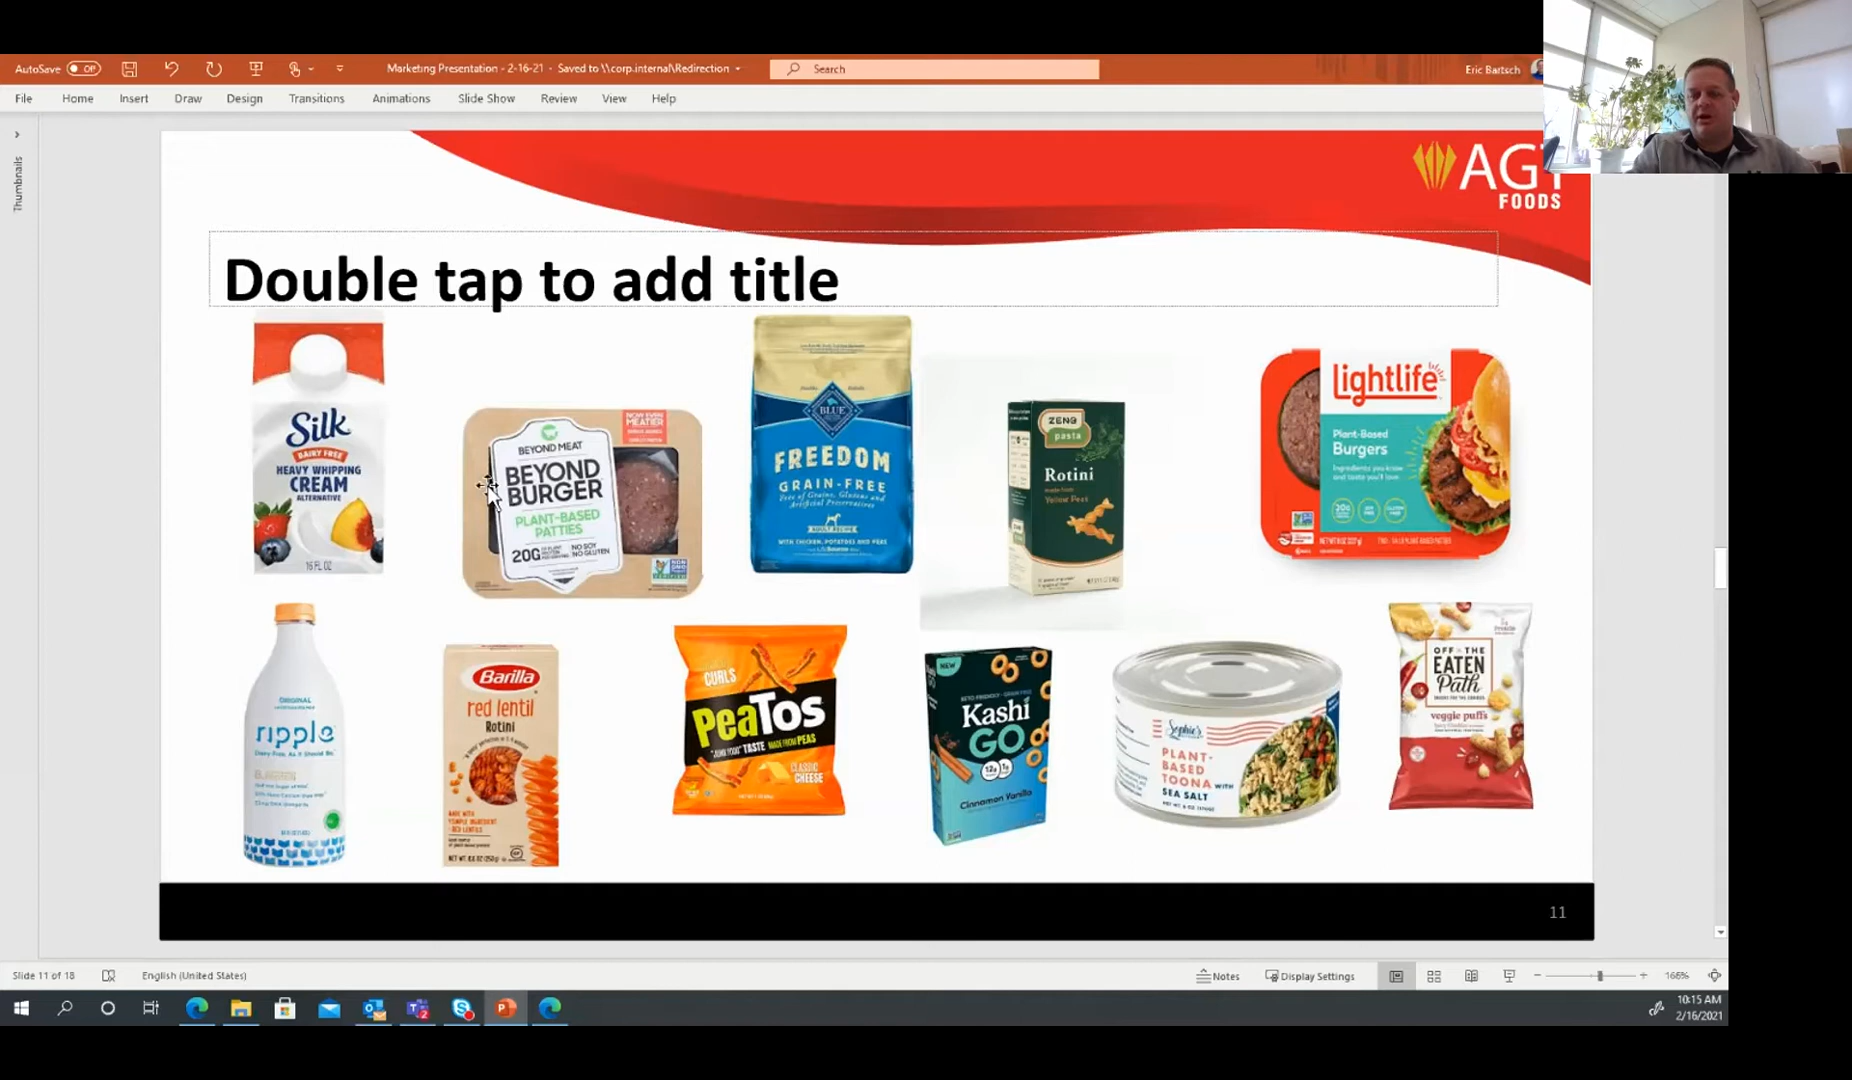 AutoSave Off
Marketing Presentation - 2-16-21 - Saved to \\corp.internal\Redirection
Search
Eric Bartsch
File Home Insert Draw Design Transitions Animations Slide Show Review View Help
Thumbnails
AGT
FOODS
Double tap to add title
Silk
DAIRY FREE
HEAVY WHIPPING
CREAM
ALTERNATIVE
16 FL OZ
NOW EVEN
MEATIER
BEYOND MEAT
BEYOND
BURGER
PLANT-BASED
PATTIES
20G
NO SOY
NO GLUTEN
NON
GMO
BLUE
FREEDOM
GRAIN-FREE
Free of Grains, Glutens and
Artificial Preservatives
ADULT RECIPE
WITH CHICKEN, POTATOES AND PEAS
ZENB
pasta
Rotini
made from
Yellow Peas
lightlife
Plant-Based
Burgers
Ingredients you know
and taste you'll love
20g
ORIGINAL
ripple
Dairy Free, As It Should Be
Barilla
red lentil
Rotini
MADE WITH
1 SIMPLE INGREDIENT
- RED LENTILS
CURLS
PeaTos
"JUNK FOOD" TASTE MADE FROM PEAS
CLASSIC
CHEESE
NEW
KETO-FRIENDLY · GRAIN FREE
Kashi
GO
12g 1g
Cinnamon Vanilla
Sophie's
PLANT-
BASED
TOONA WITH
SEA SALT
OFF THE
EATEN
Path
veggie puffs
11
Slide 11 of 18
English (United States)
Notes
Display Settings
166%
10:15 AM
2/16/2021